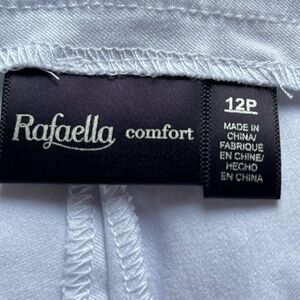 Rafaella comfort
12P
MADE IN
CHINA/
FABRIQUÉ
EN CHINE/
HECHO
EN CHINA